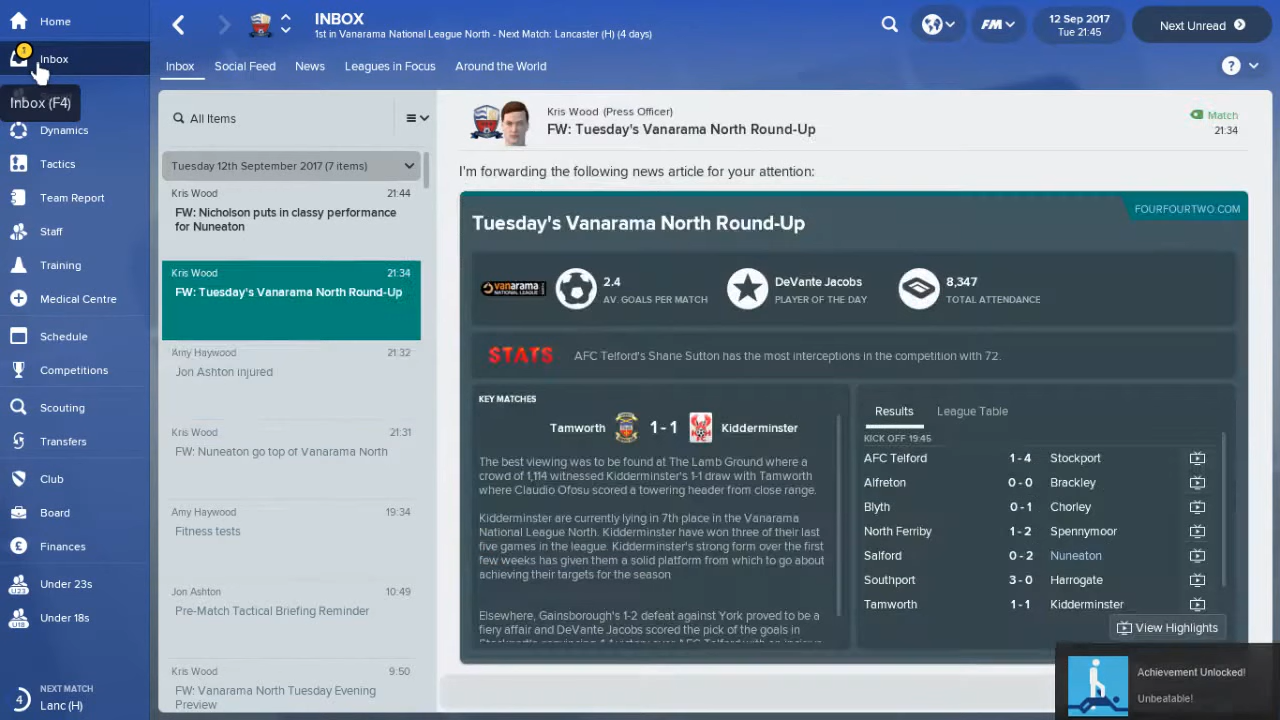 Home
1
Inbox
Inbox (F4)
Dynamics
Tactics
Team Report
Staff
Training
Medical Centre
Schedule
Competitions
Scouting
Transfers
Club
Board
Finances
U23
Under 23s
U18
Under 18s
4
NEXT MATCH
Lanc (H)
INBOX
1st in Vanarama National League North - Next Match: Lancaster (H) (4 days)
FM
12 Sep 2017
Tue 21:45
Next Unread
Inbox
Social Feed
News
Leagues in Focus
Around the World
?
All Items
Tuesday 12th September 2017 (7 items)
Kris Wood 21:44
FW: Nicholson puts in classy performance
for Nuneaton
Kris Wood 21:34
FW: Tuesday's Vanarama North Round-Up
Amy Haywood 21:32
Jon Ashton injured
Kris Wood 21:31
FW: Nuneaton go top of Vanarama North
Amy Haywood 19:34
Fitness tests
Jon Ashton 10:49
Pre-Match Tactical Briefing Reminder
Kris Wood 9:50
FW: Vanarama North Tuesday Evening
Preview
Kris Wood (Press Officer)
FW: Tuesday's Vanarama North Round-Up
Match
21:34
I'm forwarding the following news article for your attention:
FOURFOURTWO.COM
Tuesday's Vanarama North Round-Up
vanarama
NATIONAL LEAGUE NORTH
2.4
AV. GOALS PER MATCH
DeVante Jacobs
PLAYER OF THE DAY
8,347
TOTAL ATTENDANCE
STATS
AFC Telford's Shane Sutton has the most interceptions in the competition with 72.
KEY MATCHES
Tamworth 1 - 1 Kidderminster
The best viewing was to be found at The Lamb Ground where a
crowd of 1,114 witnessed Kidderminster's 1-1 draw with Tamworth
where Claudio Ofosu scored a towering header from close range.
Kidderminster are currently lying in 7th place in the Vanarama
National League North. Kidderminster have won three of their last
five games in the league. Kidderminster's strong form over the first
few weeks has given them a solid platform from which to go about
achieving their targets for the season
Elsewhere, Gainsborough's 1-2 defeat against York proved to be a
fiery affair and DeVante Jacobs scored the pick of the goals in
Results
League Table
KICK OFF 19:45
AFC Telford 1 - 4 Stockport
Alfreton 0 - 0 Brackley
Blyth 0 - 1 Chorley
North Ferriby 1 - 2 Spennymoor
Salford 0 - 2 Nuneaton
Southport 3 - 0 Harrogate
Tamworth 1 - 1 Kidderminster
View Highlights
Achievement Unlocked!
Unbeatable!